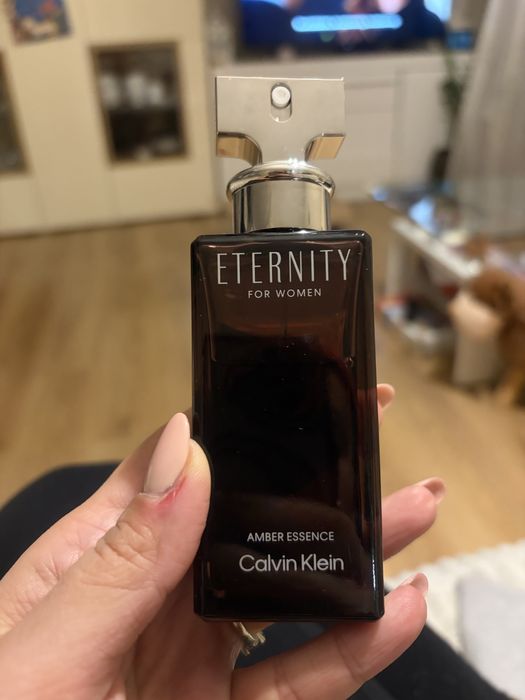 ETERNITY
FOR WOMEN
AMBER ESSENCE
Calvin Klein